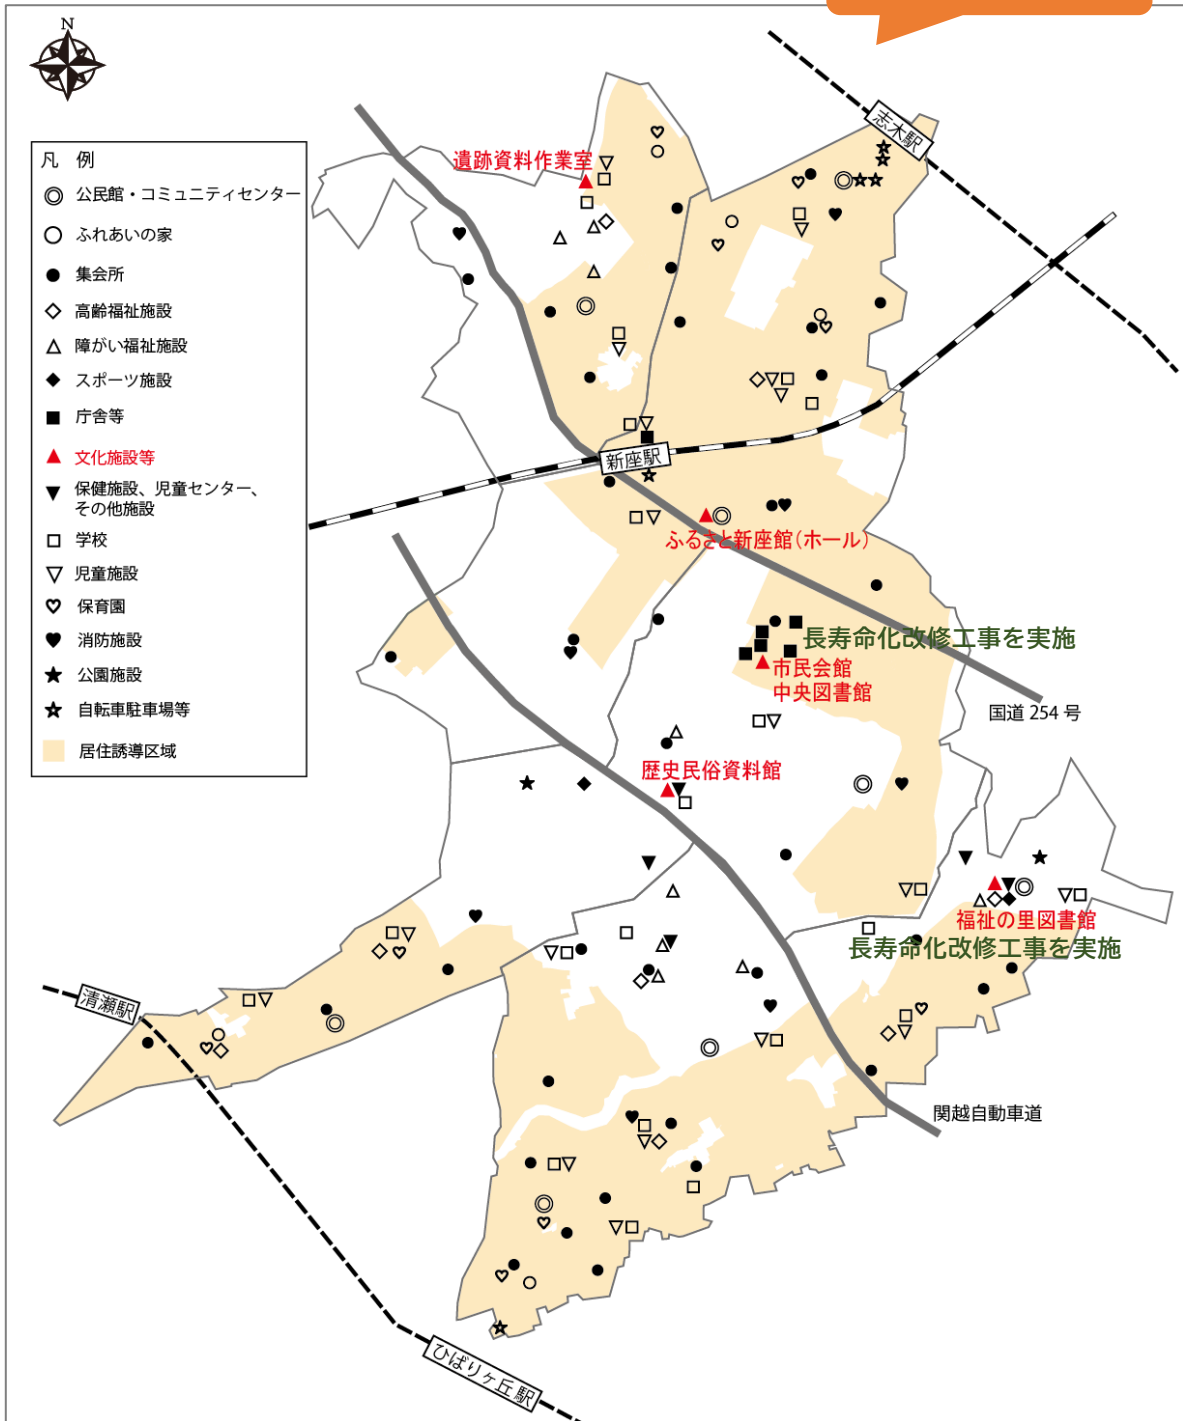 N
志木駅
凡 例
公民館・コミュニティセンター
ふれあいの家
集会所
高齢福祉施設
障がい福祉施設
スポーツ施設
庁舎等
文化施設等
保健施設、児童センター、
その他施設
学校
児童施設
保育園
消防施設
公園施設
自転車駐車場等
居住誘導区域
遺跡資料作業室
新座駅
ふるさと新座館(ホール)
長寿命化改修工事を実施
市民会館
中央図書館
国道 254 号
歴史民俗資料館
福祉の里図書館
長寿命化改修工事を実施
清瀬駅
関越自動車道
ひばりヶ丘駅